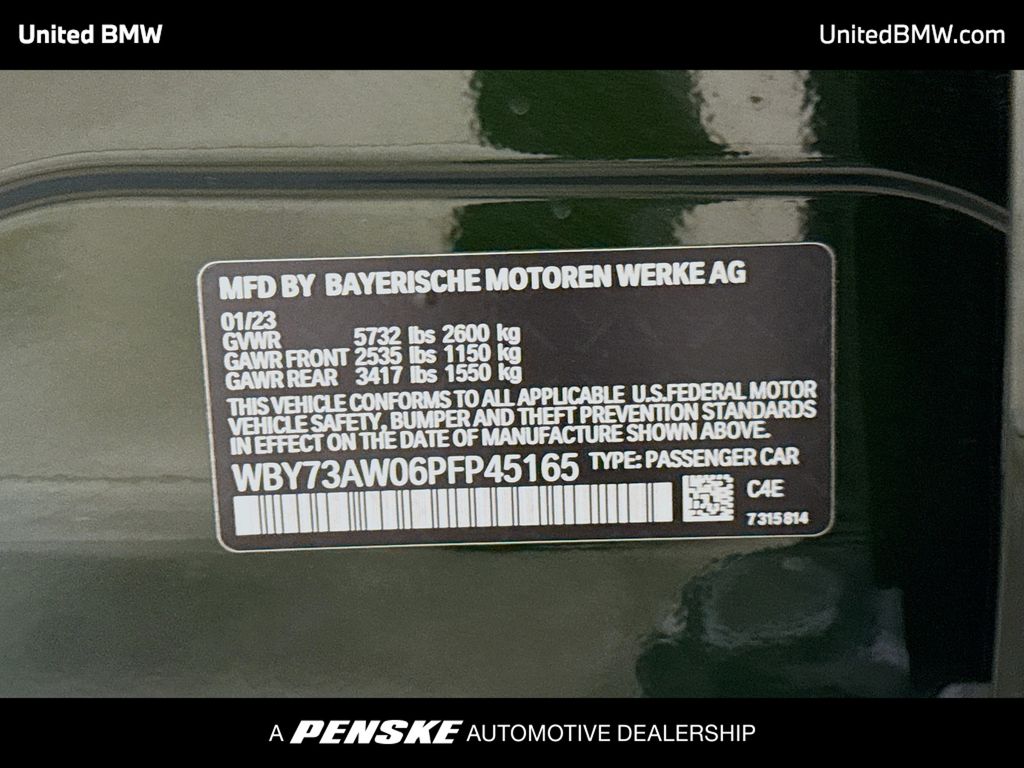 United BMW
UnitedBMW.com
MFD BY BAYERISCHE MOTOREN WERKE AG
01/23
GVWR 5732 lbs 2600 kg
GAWR FRONT 2535 lbs 1150 kg
GAWR REAR 3417 lbs 1550 kg
THIS VEHICLE CONFORMS TO ALL APPLICABLE U.S.FEDERAL MOTOR
VEHICLE SAFETY, BUMPER AND THEFT PREVENTION STANDARDS
IN EFFECT ON THE DATE OF MANUFACTURE SHOWN ABOVE.
WBY73AW06PFP45165 TYPE: PASSENGER CAR
C4E
7315814
A PENSKE AUTOMOTIVE DEALERSHIP